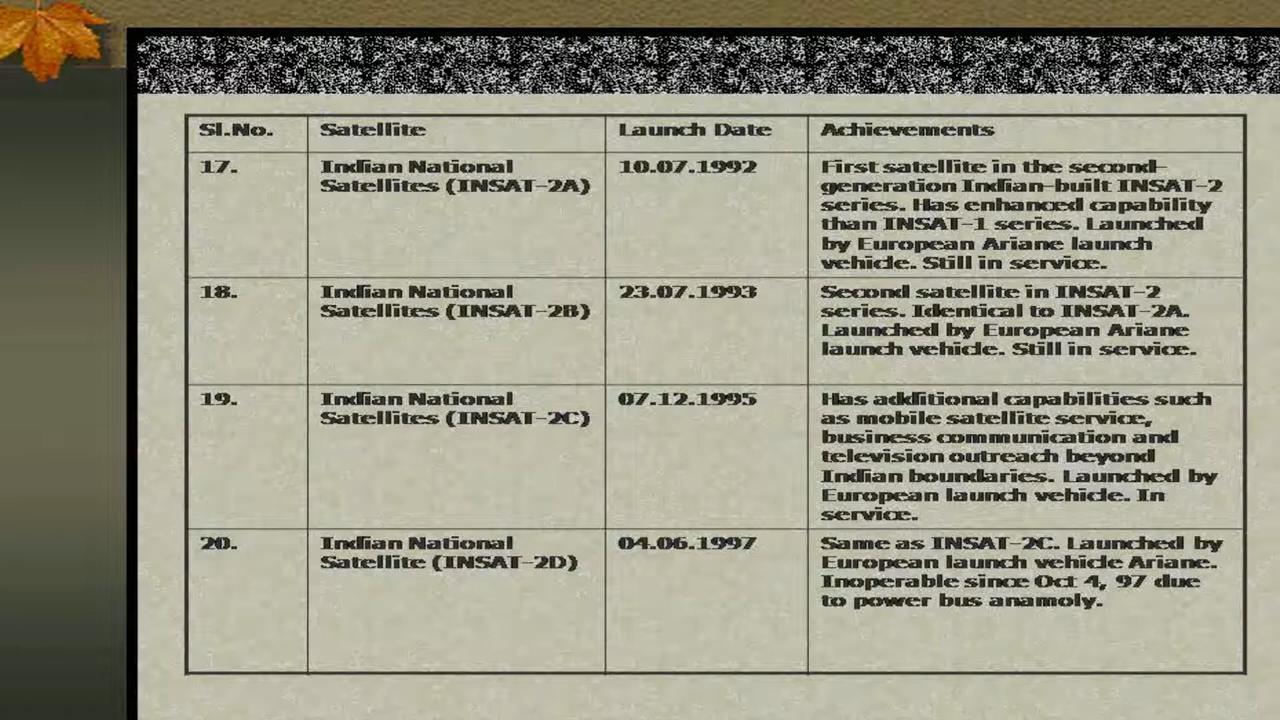 Sl.No. Satellite Launch Date Achievements
17. Indian National 10.07.1992 First satellite in the second-
Satellites (INSAT-2A) generation Indian-built INSAT-2
series. Has enhanced capability
than INSAT-1 series. Launched
by European Ariane launch
vehicle. Still in service.
18. Indian National 23.07.1993 Second satellite in INSAT-2
Satellites (INSAT-2B) series. Identical to INSAT-2A.
Launched by European Ariane
launch vehicle. Still in service.
19. Indian National 07.12.1995 Has additional capabilities such
Satellites (INSAT-2C) as mobile satellite service,
business communication and
television outreach beyond
Indian boundaries. Launched by
European launch vehicle. In
service.
20. Indian National 04.06.1997 Same as INSAT-2C. Launched by
Satellite (INSAT-2D) European launch vehicle Ariane.
Inoperable since Oct 4, 97 due
to power bus anamoly.